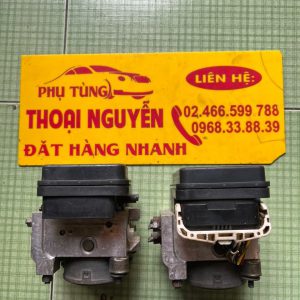 PHỤ TÙNG
LIÊN HỆ:
THOẠI NGUYỄN
02.466.599 788
0968.33.88.39
ĐẶT HÀNG NHANH